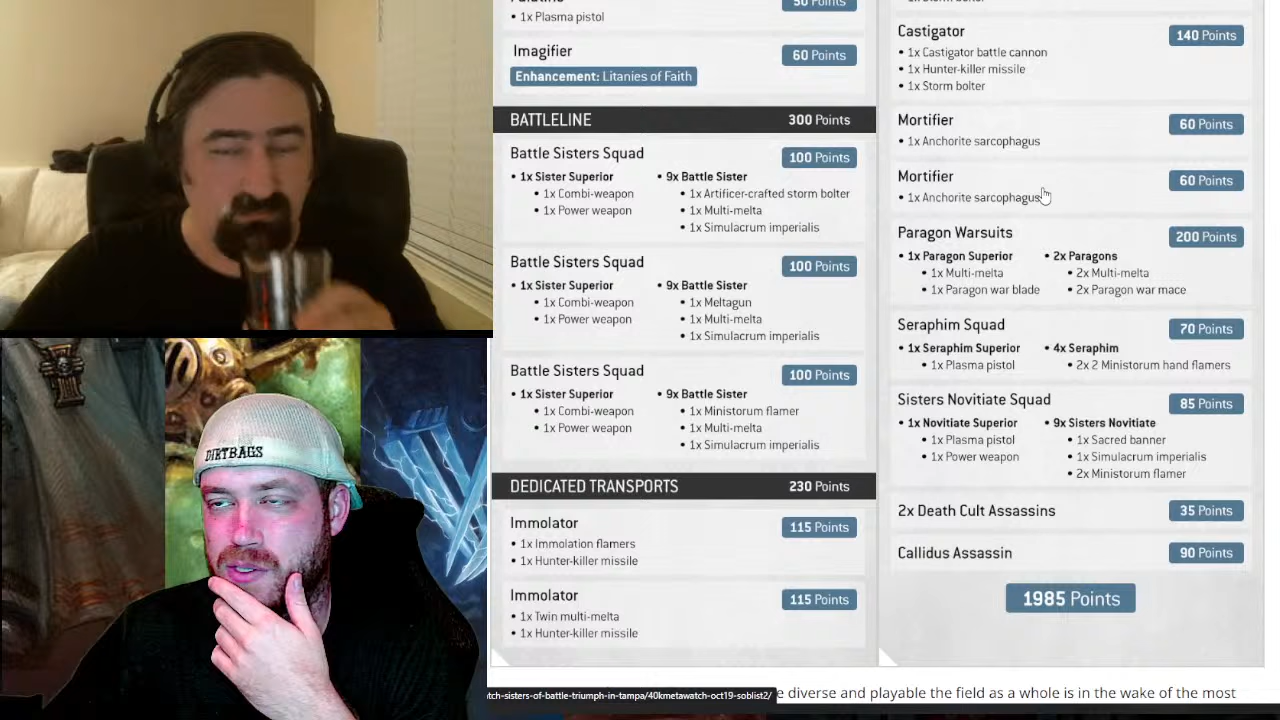 50 Points
• 1x Plasma pistol
Imagifier
60 Points
Enhancement: Litanies of Faith
BATTLELINE
300 Points
Battle Sisters Squad
100 Points
• 1x Sister Superior
• 1x Combi-weapon
• 1x Power weapon
• 9x Battle Sister
• 1x Artificer-crafted storm bolter
• 1x Multi-melta
• 1x Simulacrum imperialis
Battle Sisters Squad
100 Points
• 1x Sister Superior
• 1x Combi-weapon
• 1x Power weapon
• 9x Battle Sister
• 1x Meltagun
• 1x Multi-melta
• 1x Simulacrum imperialis
Battle Sisters Squad
100 Points
• 1x Sister Superior
• 1x Combi-weapon
• 1x Power weapon
• 9x Battle Sister
• 1x Ministorum flamer
• 1x Multi-melta
• 1x Simulacrum imperialis
DEDICATED TRANSPORTS
230 Points
Immolator
115 Points
• 1x Immolation flamers
• 1x Hunter-killer missile
Immolator
115 Points
• 1x Twin multi-melta
• 1x Hunter-killer missile
Castigator
140 Points
• 1x Castigator battle cannon
• 1x Hunter-killer missile
• 1x Storm bolter
Mortifier
60 Points
• 1x Anchorite sarcophagus
Mortifier
60 Points
• 1x Anchorite sarcophagus
Paragon Warsuits
200 Points
• 1x Paragon Superior
• 1x Multi-melta
• 1x Paragon war blade
• 2x Paragons
• 2x Multi-melta
• 2x Paragon war mace
Seraphim Squad
70 Points
• 1x Seraphim Superior
• 1x Plasma pistol
• 4x Seraphim
• 2x 2 Ministorum hand flamers
Sisters Novitiate Squad
85 Points
• 1x Novitiate Superior
• 1x Plasma pistol
• 1x Power weapon
• 9x Sisters Novitiate
• 1x Sacred banner
• 1x Simulacrum imperialis
• 2x Ministorum flamer
2x Death Cult Assassins
35 Points
Callidus Assassin
90 Points
1985 Points
tch-sisters-of-battle-triumph-in-tampa/40kmetawatch-oct19-soblist2/
e diverse and playable the field as a whole is in the wake of the most
DIRTBAGS